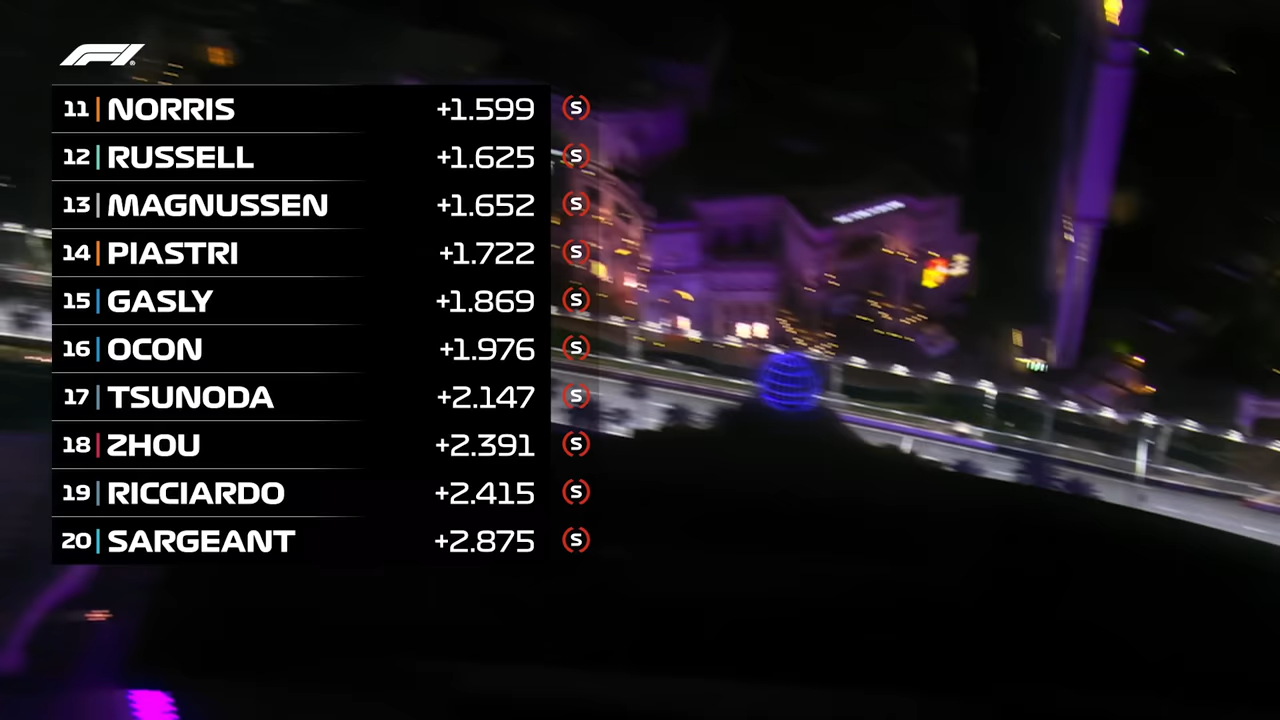 F1
11 NORRIS +1.599 S
12 RUSSELL +1.625 S
13 MAGNUSSEN +1.652 S
14 PIASTRI +1.722 S
15 GASLY +1.869 S
16 OCON +1.976 S
17 TSUNODA +2.147 S
18 ZHOU +2.391 S
19 RICCIARDO +2.415 S
20 SARGEANT +2.875 S